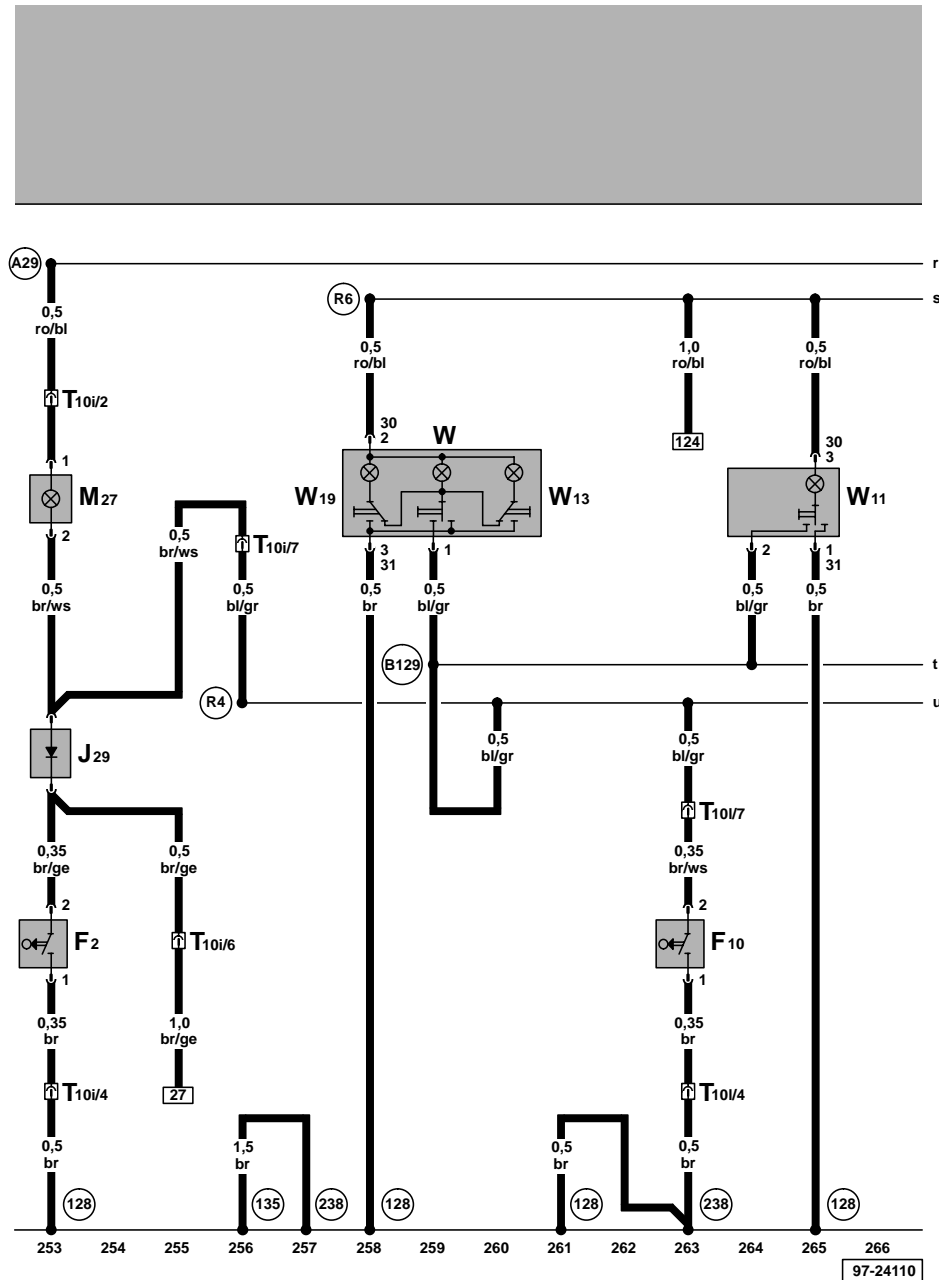 A29
r
R6
s
0,5
ro/bl
0,5
ro/bl
1,0
ro/bl
0,5
ro/bl
T10i/2
30
2
W
124
30
3
1
M27
W19
W13
W11
2
0,5
br/ws
T10i/7
3
31
1
2
1
31
0,5
br/ws
0,5
bl/gr
0,5
br
0,5
bl/gr
0,5
bl/gr
0,5
br
B129
t
R4
u
J29
0,5
bl/gr
0,5
bl/gr
T10l/7
0,35
br/ge
0,5
br/ge
0,35
br/ws
2
F2
T10i/6
2
F10
1
1
0,35
br
1,0
br/ge
0,35
br
T10i/4
27
T10l/4
0,5
br
1,5
br
0,5
br
0,5
br
128
135
238
128
128
238
128
253 254 255 256 257 258 259 260 261 262 263 264 265 266
97-24110